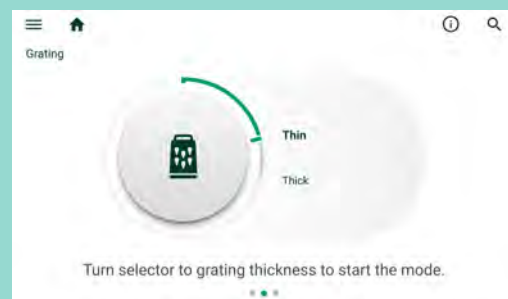 Grating
Thin
Thick
Turn selector to grating thickness to start the mode.